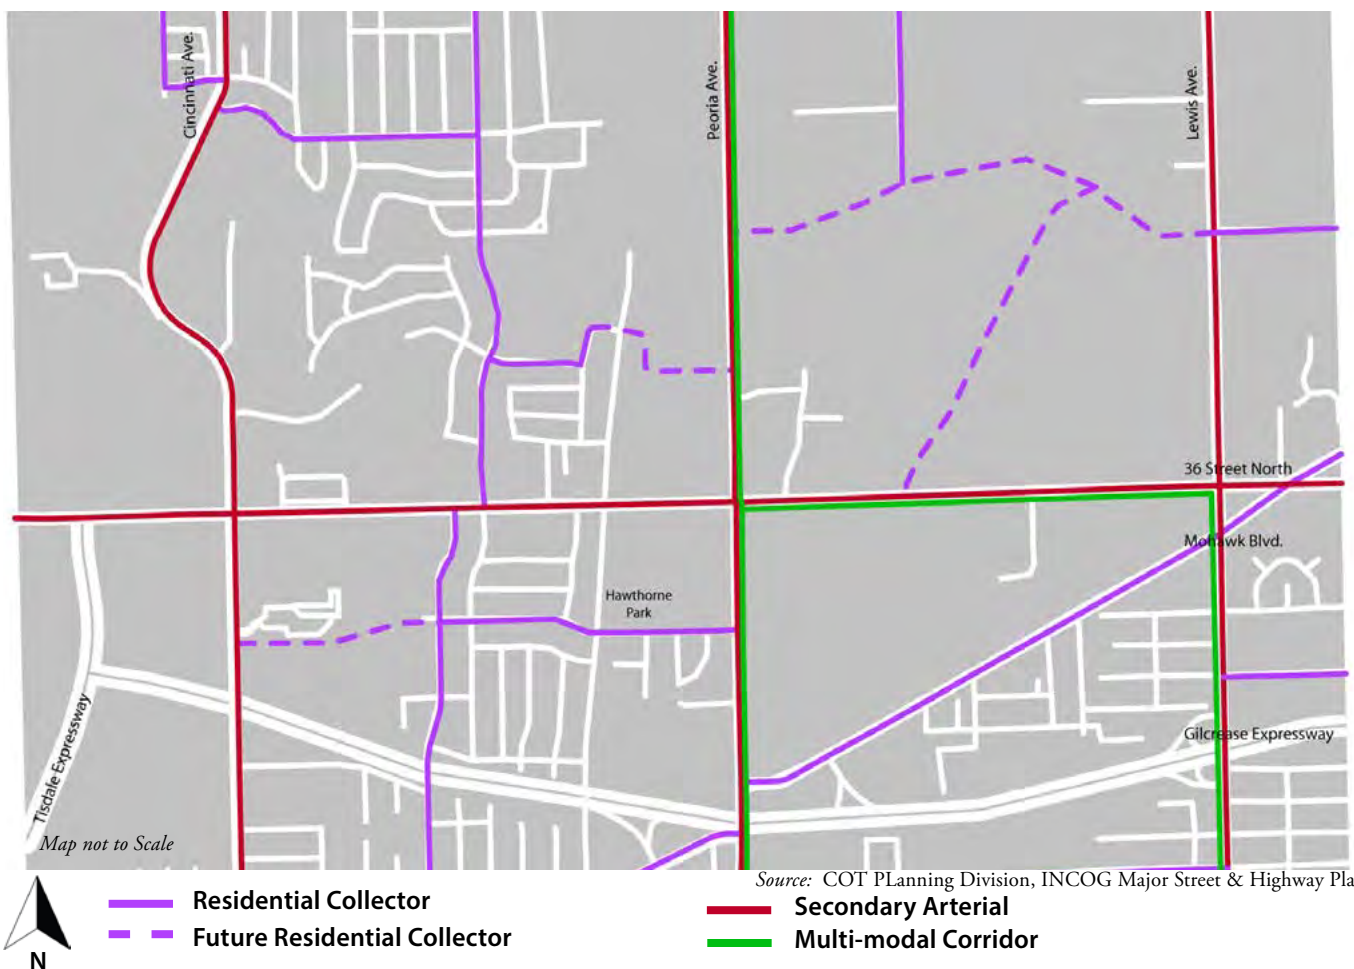 Cincinnati Ave.
Peoria Ave.
Lewis Ave.
36 Street North
Mohawk Blvd.
Hawthorne
Park
Gilcrease Expressway
Tisdale Expressway
Map not to Scale
Source: COT PLanning Division, INCOG Major Street & Highway Pla
Residential Collector
Future Residential Collector
Secondary Arterial
Multi-modal Corridor
N